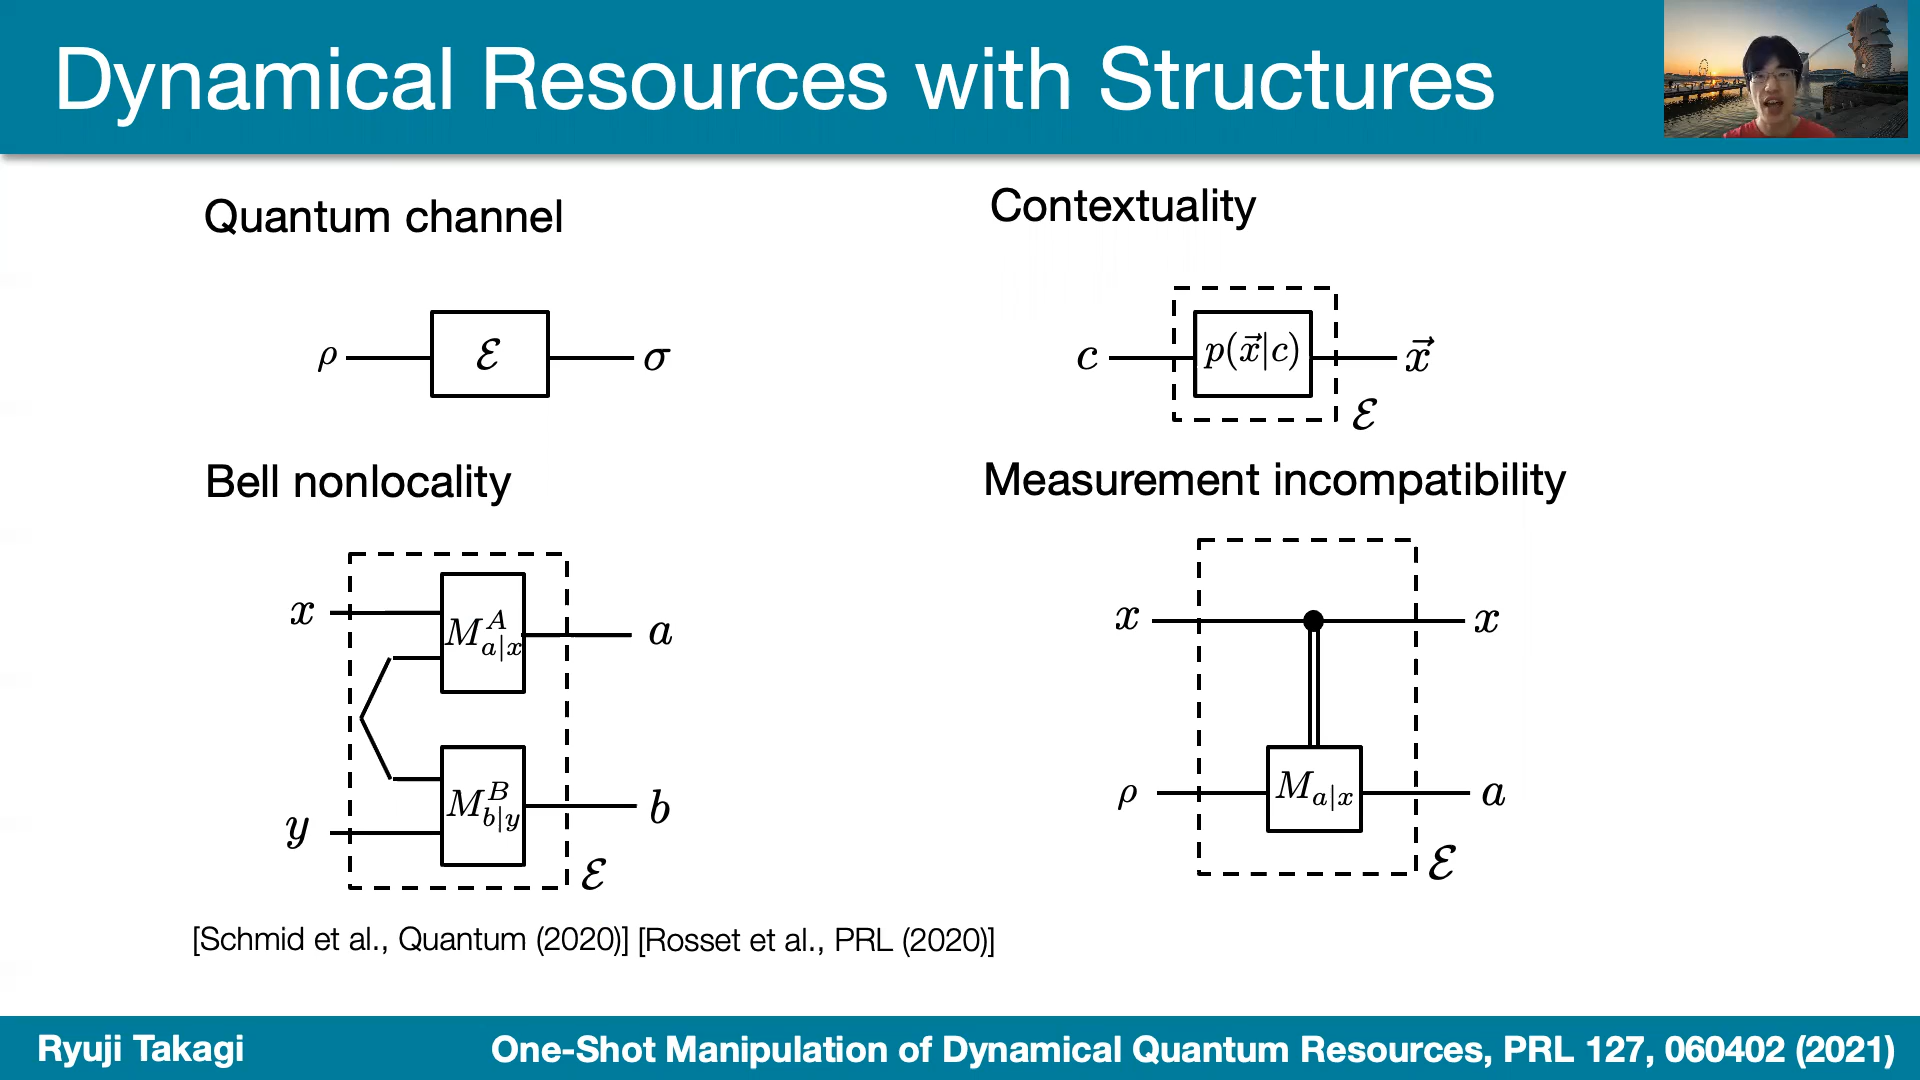 Dynamical Resources with Structures
Quantum channel
ρ ℰ σ
Contextuality
c p(x⃗|c) x⃗
ℰ
Bell nonlocality
x M^A_{a|x} a
y M^B_{b|y} b
ℰ
Measurement incompatibility
x x
ρ M_{a|x} a
ℰ
[Schmid et al., Quantum (2020)] [Rosset et al., PRL (2020)]
Ryuji Takagi
One-Shot Manipulation of Dynamical Quantum Resources, PRL 127, 060402 (2021)